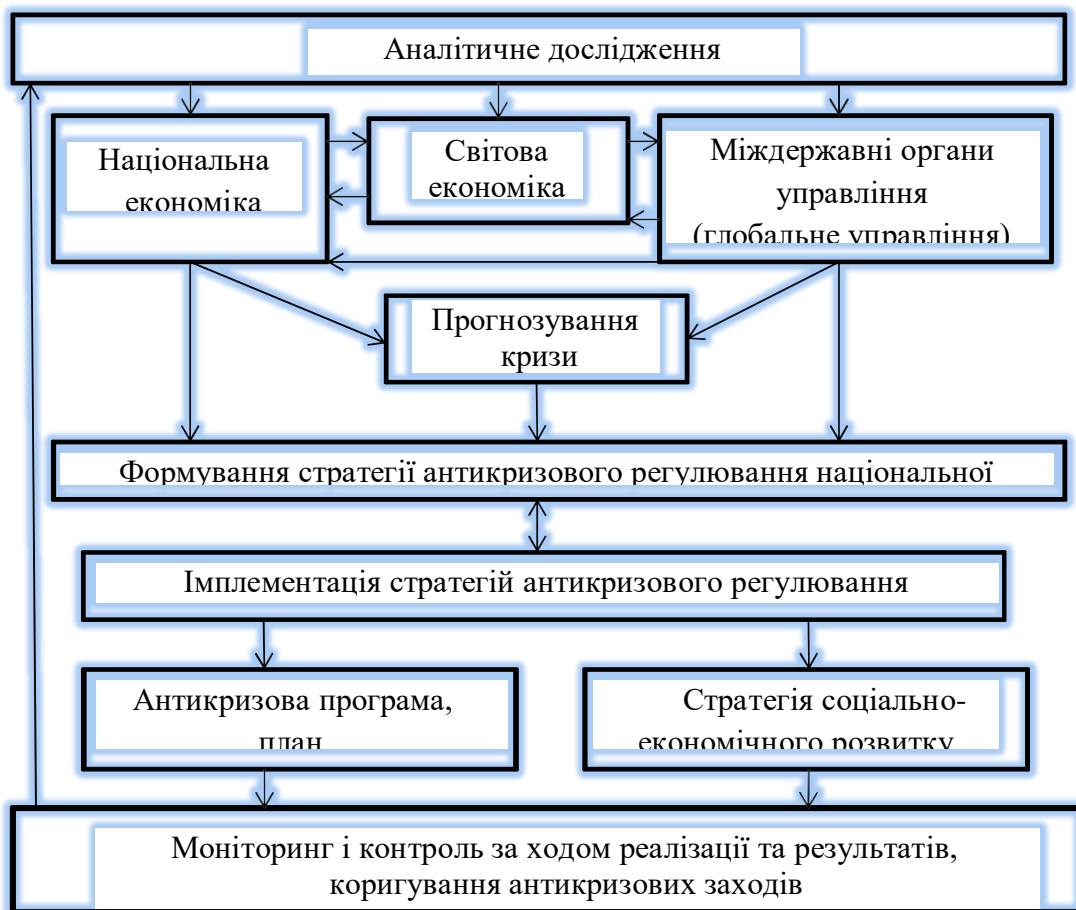 Аналітичне дослідження
Національна
економіка
Світова
економіка
Міждержавні органи
управління
(глобальне управління)
Прогнозування
кризи
Формування стратегії антикризового регулювання національної
Імплементація стратегій антикризового регулювання
Антикризова програма,
план
Стратегія соціально-
економічного розвитку
Моніторинг і контроль за ходом реалізації та результатів,
коригування антикризових заходів